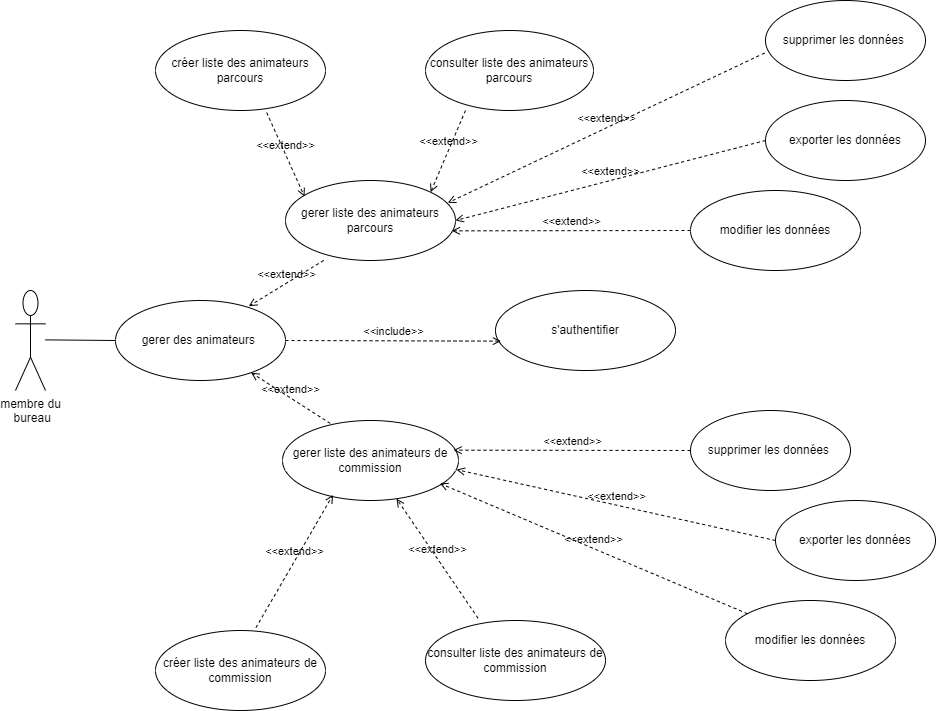 supprimer les données
créer liste des animateurs
parcours
consulter liste des animateurs
parcours
<<extend>>
exporter les données
<<extend>>
<<extend>>
<<extend>>
gerer liste des animateurs
parcours
<<extend>>
modifier les données
<<extend>>
gerer des animateurs
<<include>>
s'authentifier
membre du
bureau
<<extend>>
gerer liste des animateurs de
commission
<<extend>>
supprimer les données
<<extend>>
exporter les données
<<extend>>
<<extend>>
<<extend>>
modifier les données
créer liste des animateurs de
commission
consulter liste des animateurs de
commission